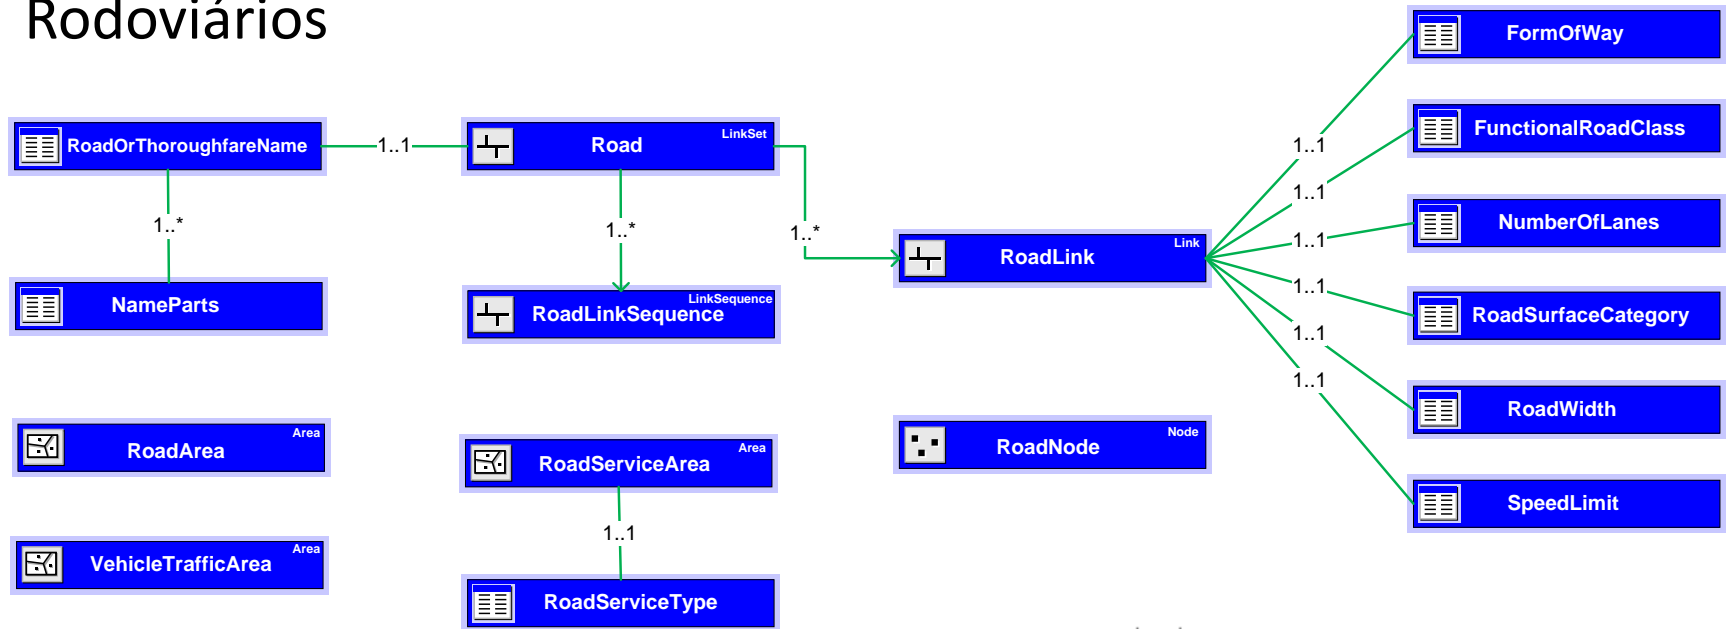 Rodoviários
FormOfWay
RoadOrThoroughfareName
1..1
LinkSet
Road
1..1
FunctionalRoadClass
1..*
1..*
1..*
1..1
NumberOfLanes
1..1
Link
RoadLink
NameParts
LinkSequence
RoadLinkSequence
1..1
RoadSurfaceCategory
1..1
1..1
RoadWidth
Area
RoadArea
Area
RoadServiceArea
Node
RoadNode
SpeedLimit
1..1
Area
VehicleTrafficArea
RoadServiceType